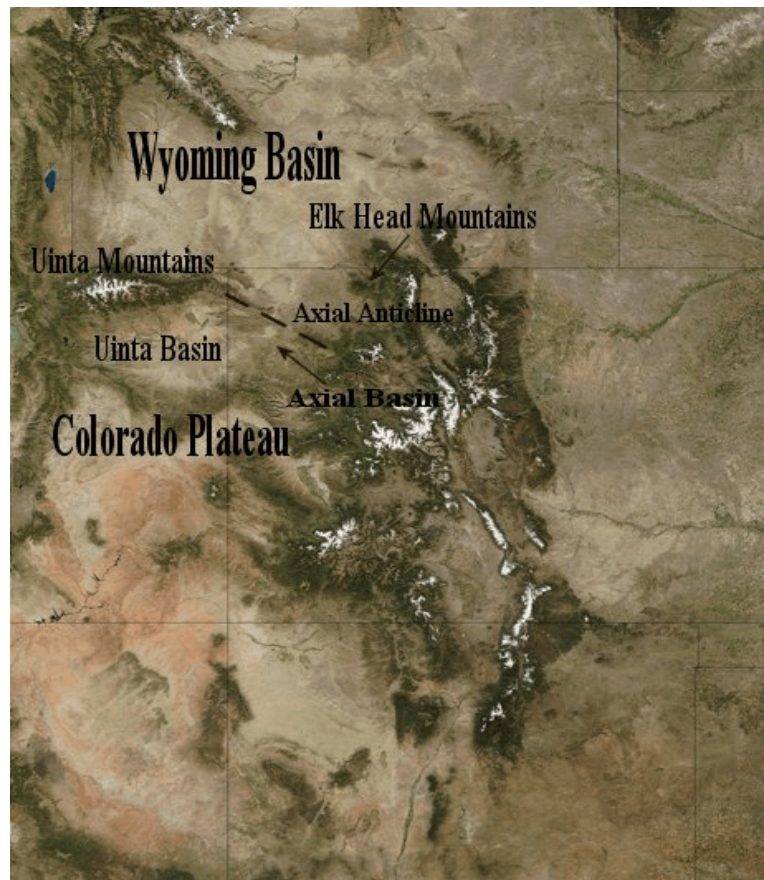 Wyoming Basin
Elk Head Mountains
Uinta Mountains
Axial Anticline
Uinta Basin
Axial Basin
Colorado Plateau